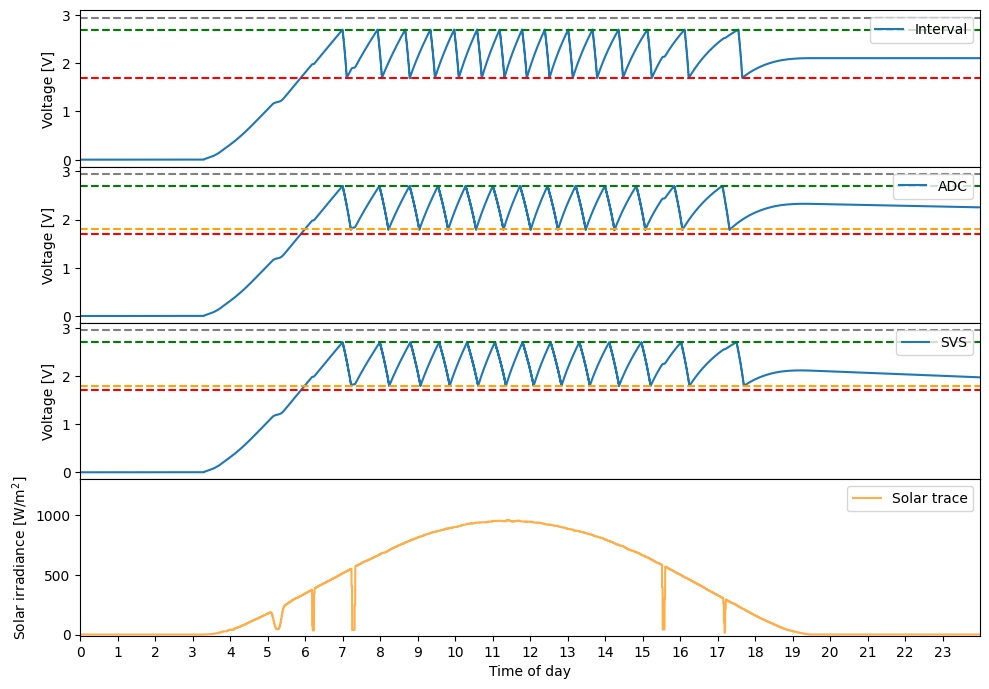 3
2
1
0
Voltage [V]
Interval
3
2
1
0
Voltage [V]
ADC
3
2
1
0
Voltage [V]
SVS
1000
500
0
Solar irradiance [W/m²]
Solar trace
0 1 2 3 4 5 6 7 8 9 10 11 12 13 14 15 16 17 18 19 20 21 22 23
Time of day